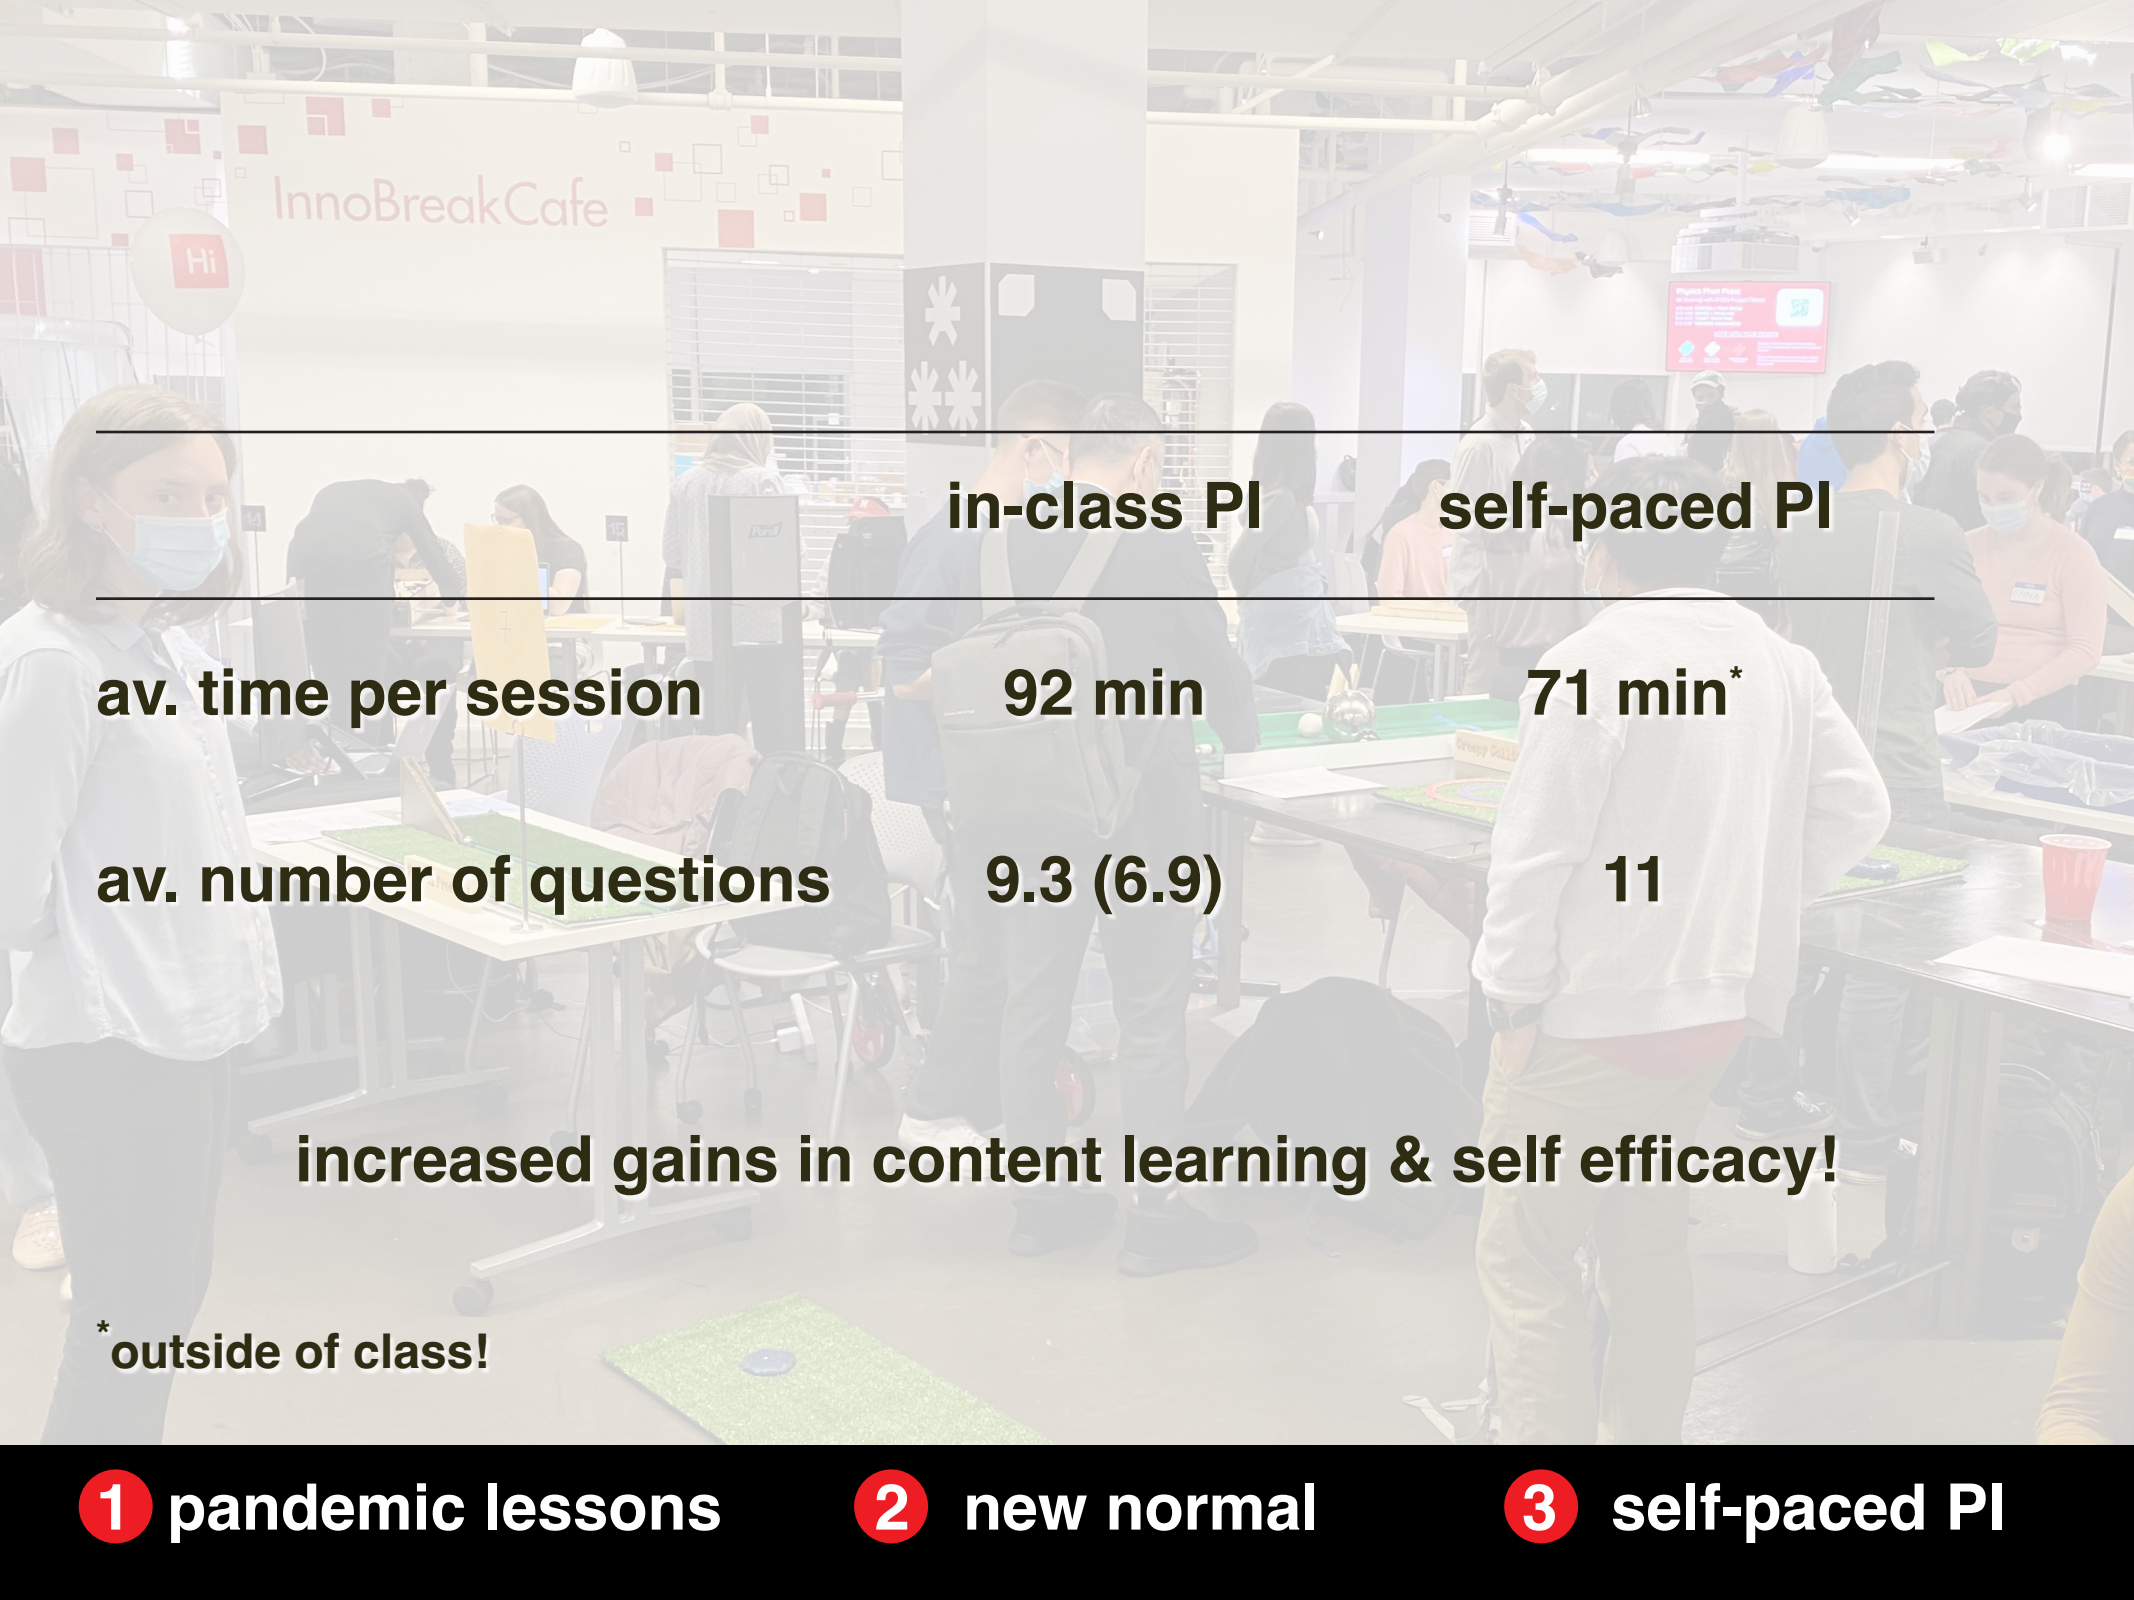 InnoBreakCafe
Hi
in-class PI self-paced PI
av. time per session 92 min 71 min*
av. number of questions 9.3 (6.9) 11
increased gains in content learning & self efficacy!
*outside of class!
1 pandemic lessons 2 new normal 3 self-paced PI